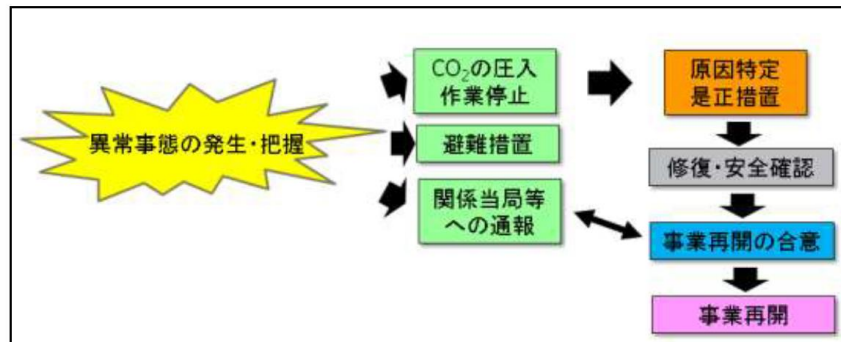 異常事態の発生・把握
CO₂の圧入
作業停止
避難措置
関係当局等
への通報
原因特定
是正措置
修復・安全確認
事業再開の合意
事業再開